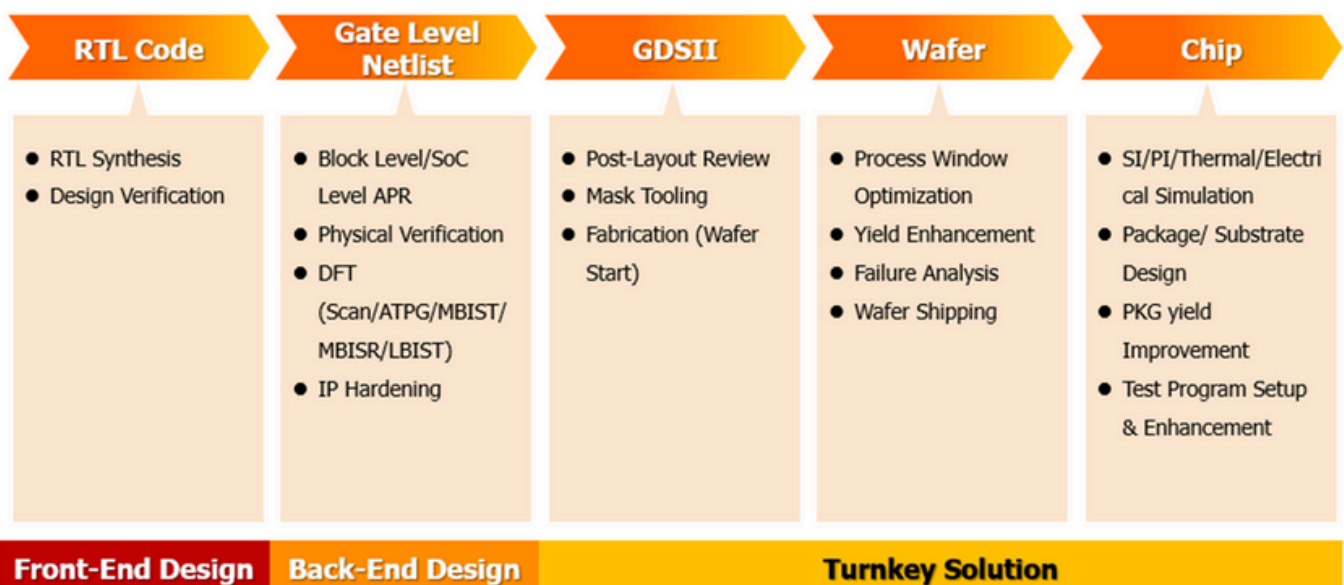 RTL Code
Gate Level
Netlist
GDSII
Wafer
Chip
● RTL Synthesis
● Design Verification
● Block Level/SoC
Level APR
● Physical Verification
● DFT
(Scan/ATPG/MBIST/
MBISR/LBIST)
● IP Hardening
● Post-Layout Review
● Mask Tooling
● Fabrication (Wafer
Start)
● Process Window
Optimization
● Yield Enhancement
● Failure Analysis
● Wafer Shipping
● SI/PI/Thermal/Electri
cal Simulation
● Package/ Substrate
Design
● PKG yield
Improvement
● Test Program Setup
& Enhancement
Front-End Design
Back-End Design
Turnkey Solution